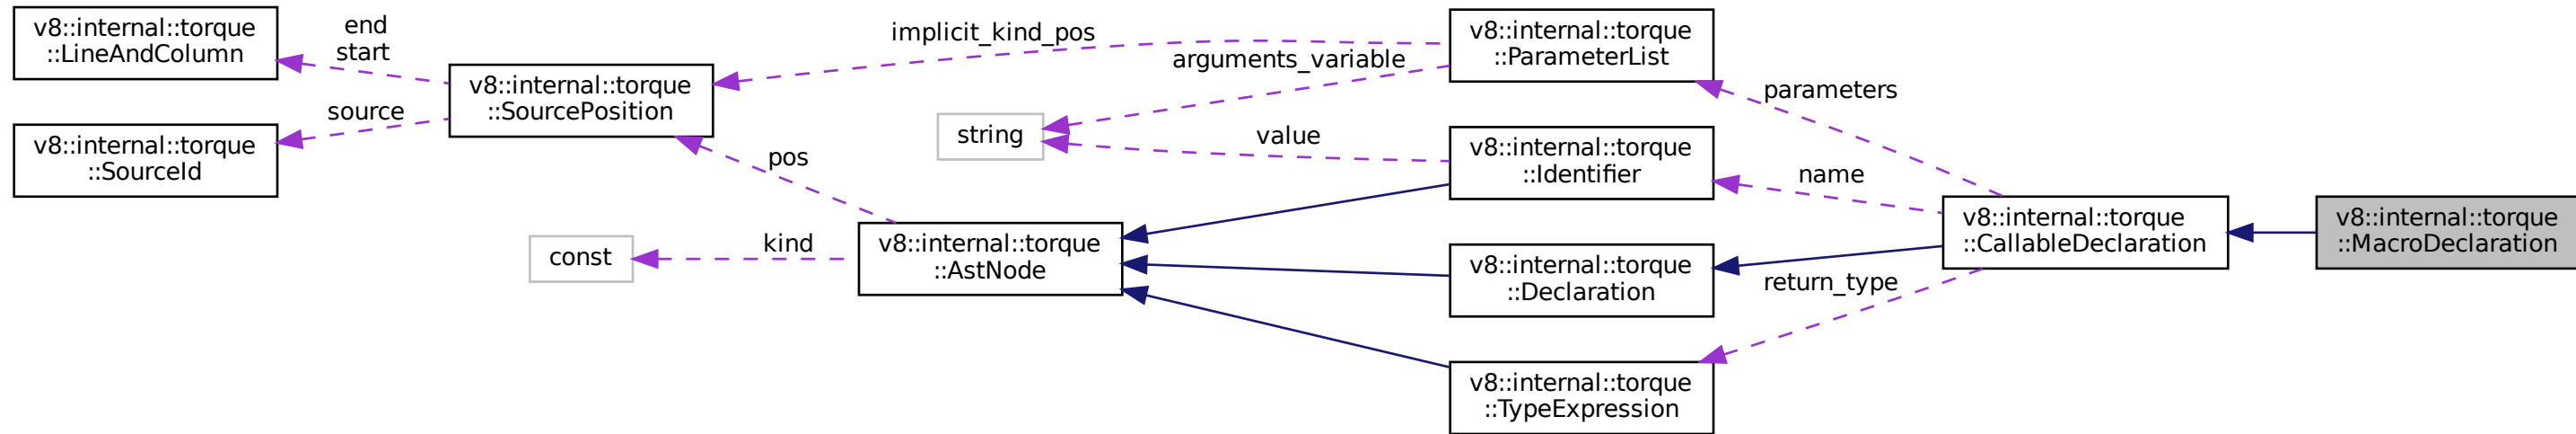 v8::internal::torque
::LineAndColumn
end
start
v8::internal::torque
::SourceId
source
v8::internal::torque
::SourcePosition
implicit_kind_pos
arguments_variable
pos
string
value
const
kind
v8::internal::torque
::AstNode
v8::internal::torque
::ParameterList
v8::internal::torque
::Identifier
v8::internal::torque
::Declaration
v8::internal::torque
::TypeExpression
parameters
name
return_type
v8::internal::torque
::CallableDeclaration
v8::internal::torque
::MacroDeclaration